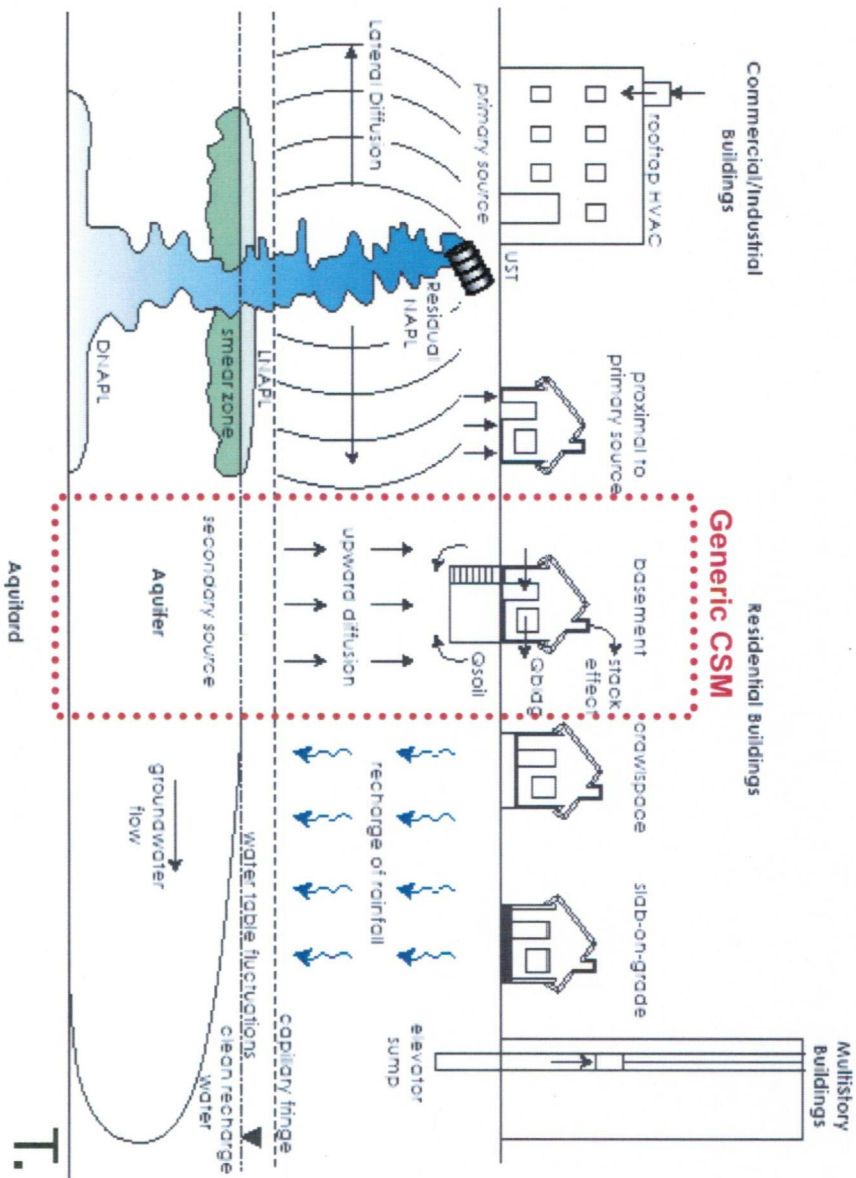 Commercial/Industrial
Buildings
Residential Buildings
Multistory
Buildings
Generic CSM
rooftop HVAC
proximal to
primary source
basement
stack
effect
crawlspace
slab-on-grade
UST
primary source
Qbldg
Qsoil
elevator
sump
Residual
NAPL
Lateral Diffusion
upward diffusion
recharge of rainfall
capillary fringe
LNAPL
water table fluctuations
clean recharge
water
smear zone
secondary source
Aquifer
groundwater
flow
DNAPL
Aquitard
T.